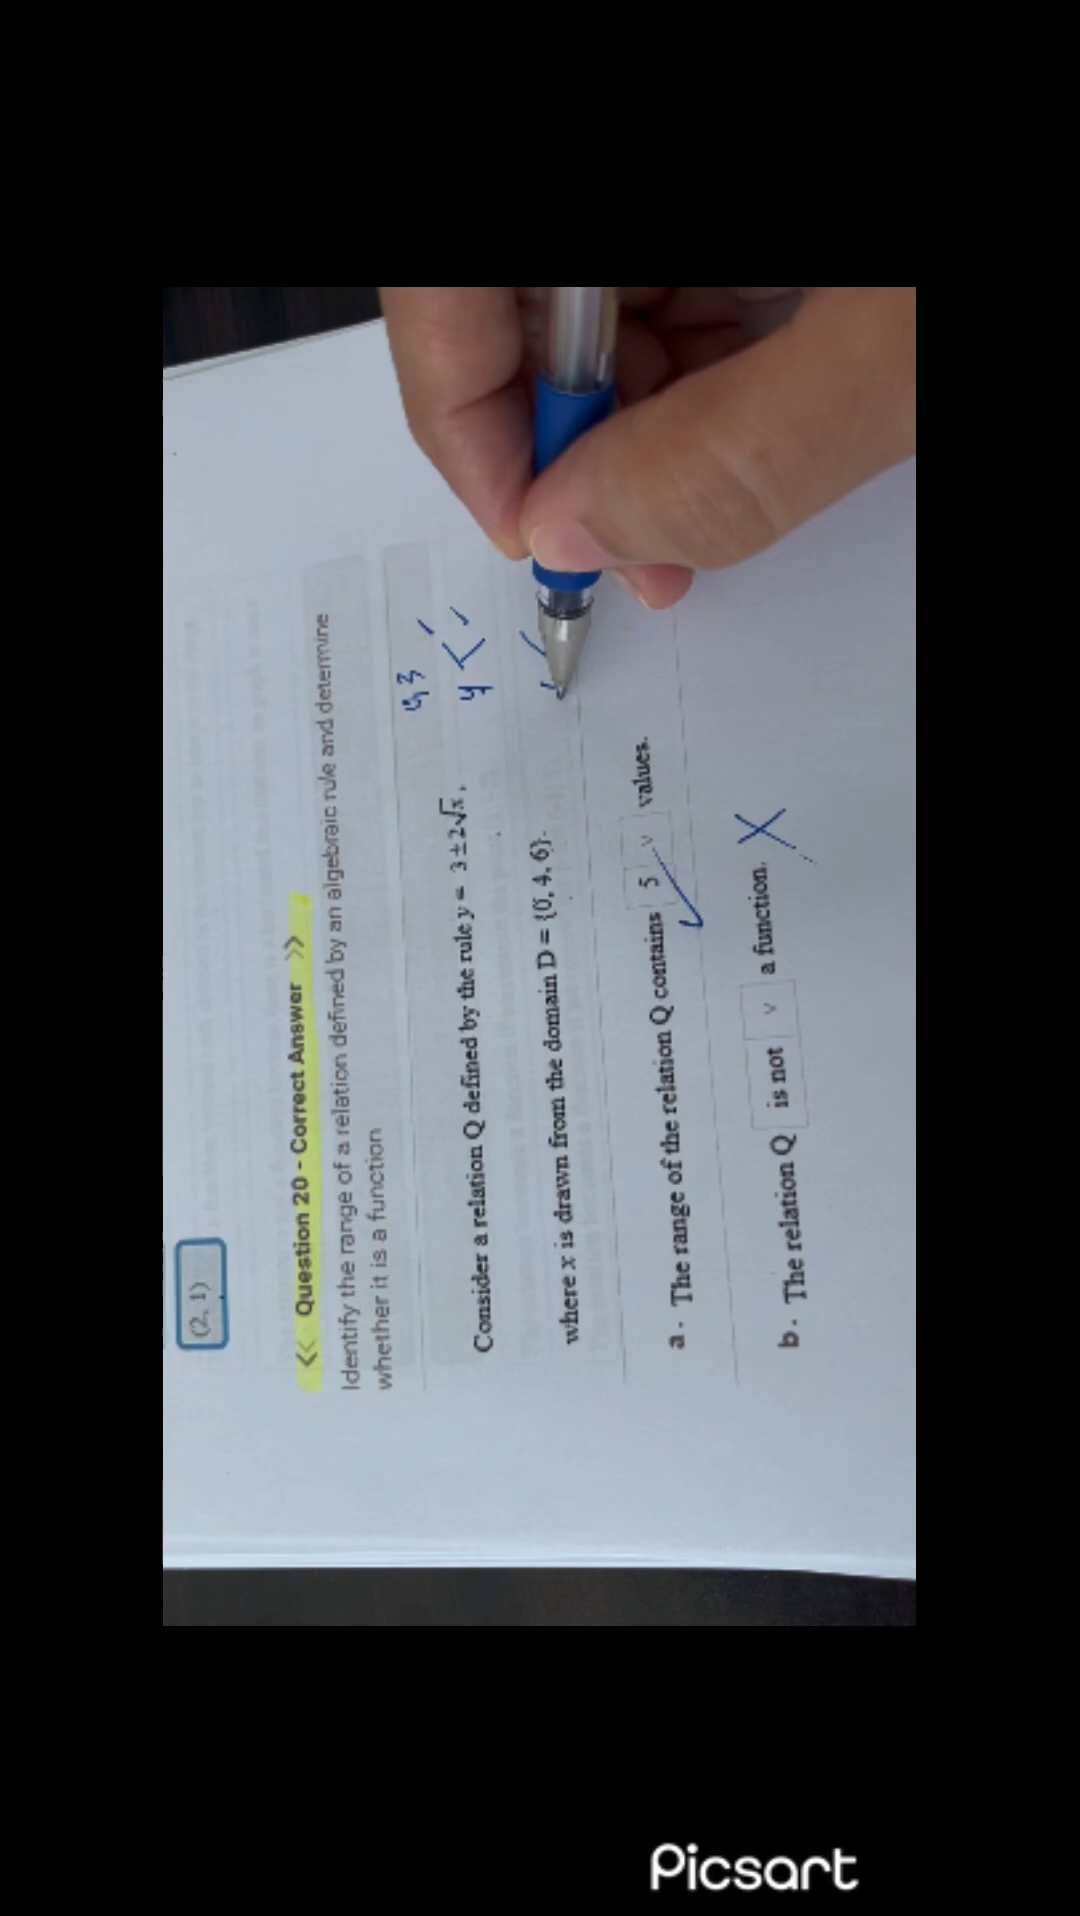 (2, 1)
<< Question 20 - Correct Answer >>
Identify the range of a relation defined by an algebraic rule and determine
whether it is a function
y 3
Consider a relation Q defined by the rule y = 3 ± 2√x , y
where x is drawn from the domain D = {0, 4, 6}.
a . The range of the relation Q contains 5 v values.
b . The relation Q is not v a function.
Picsart